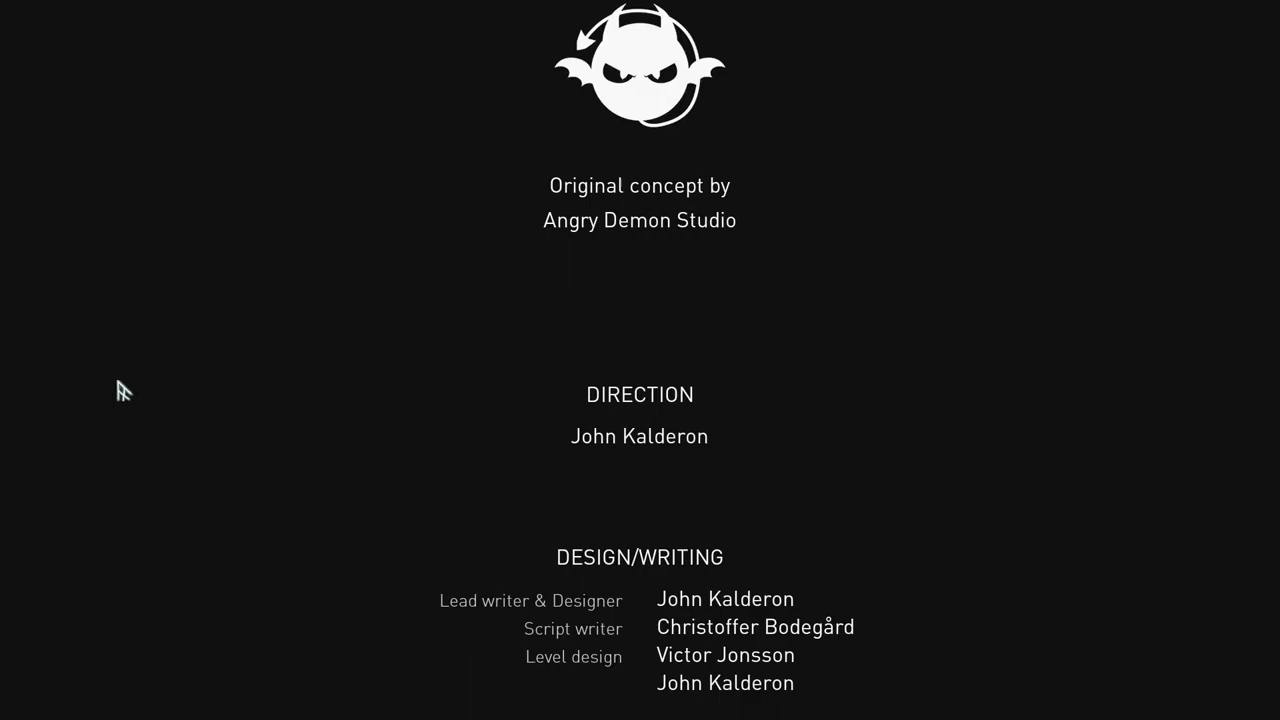 Original concept by
Angry Demon Studio
DIRECTION
John Kalderon
DESIGN/WRITING
Lead writer & Designer John Kalderon
Script writer Christoffer Bodegård
Level design Victor Jonsson
John Kalderon